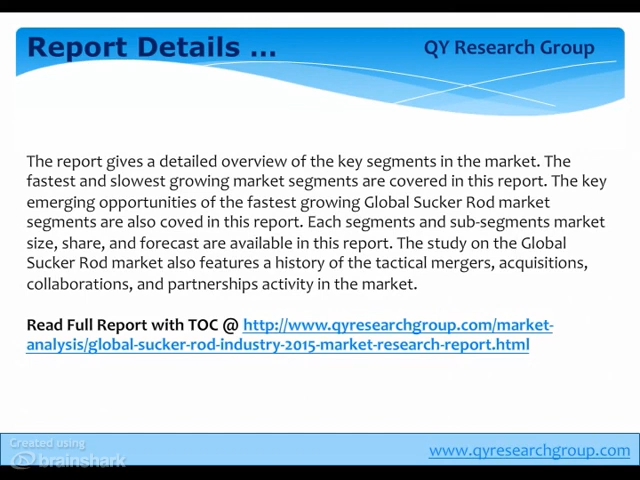 Report Details ...
QY Research Group
The report gives a detailed overview of the key segments in the market. The
fastest and slowest growing market segments are covered in this report. The key
emerging opportunities of the fastest growing Global Sucker Rod market
segments are also coved in this report. Each segments and sub-segments market
size, share, and forecast are available in this report. The study on the Global
Sucker Rod market also features a history of the tactical mergers, acquisitions,
collaborations, and partnerships activity in the market.
Read Full Report with TOC @ http://www.qyresearchgroup.com/market-
analysis/global-sucker-rod-industry-2015-market-research-report.html
Created using
brainshark
www.qyresearchgroup.com